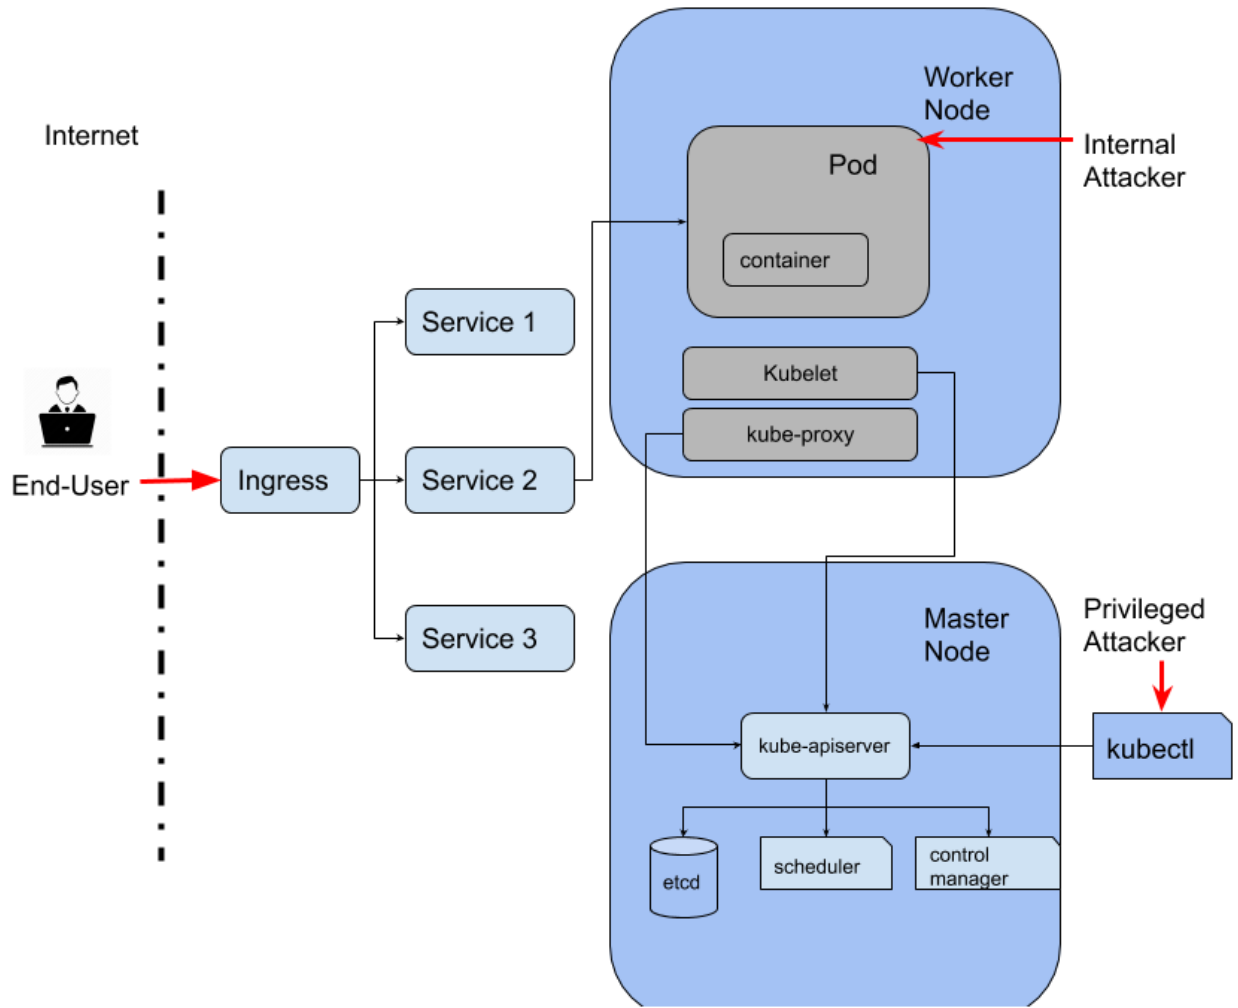 Internet
End-User
Ingress
Service 1
Service 2
Service 3
Worker
Node
Pod
container
Kubelet
kube-proxy
Internal
Attacker
Master
Node
kube-apiserver
etcd
scheduler
control
manager
Privileged
Attacker
kubectl